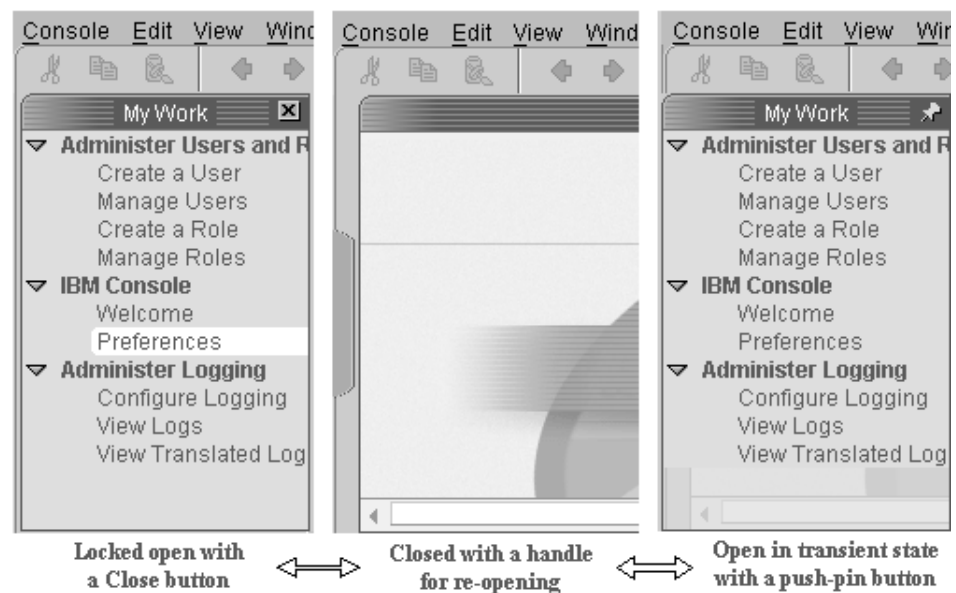 Console Edit View Winc
My Work
Administer Users and R
Create a User
Manage Users
Create a Role
Manage Roles
IBM Console
Welcome
Preferences
Administer Logging
Configure Logging
View Logs
View Translated Log
Locked open with
a Close button
Console Edit View Wind
Closed with a handle
for re-opening
Console Edit View Wir
My Work
Administer Users and R
Create a User
Manage Users
Create a Role
Manage Roles
IBM Console
Welcome
Preferences
Administer Logging
Configure Logging
View Logs
View Translated Log
Open in transient state
with a push-pin button